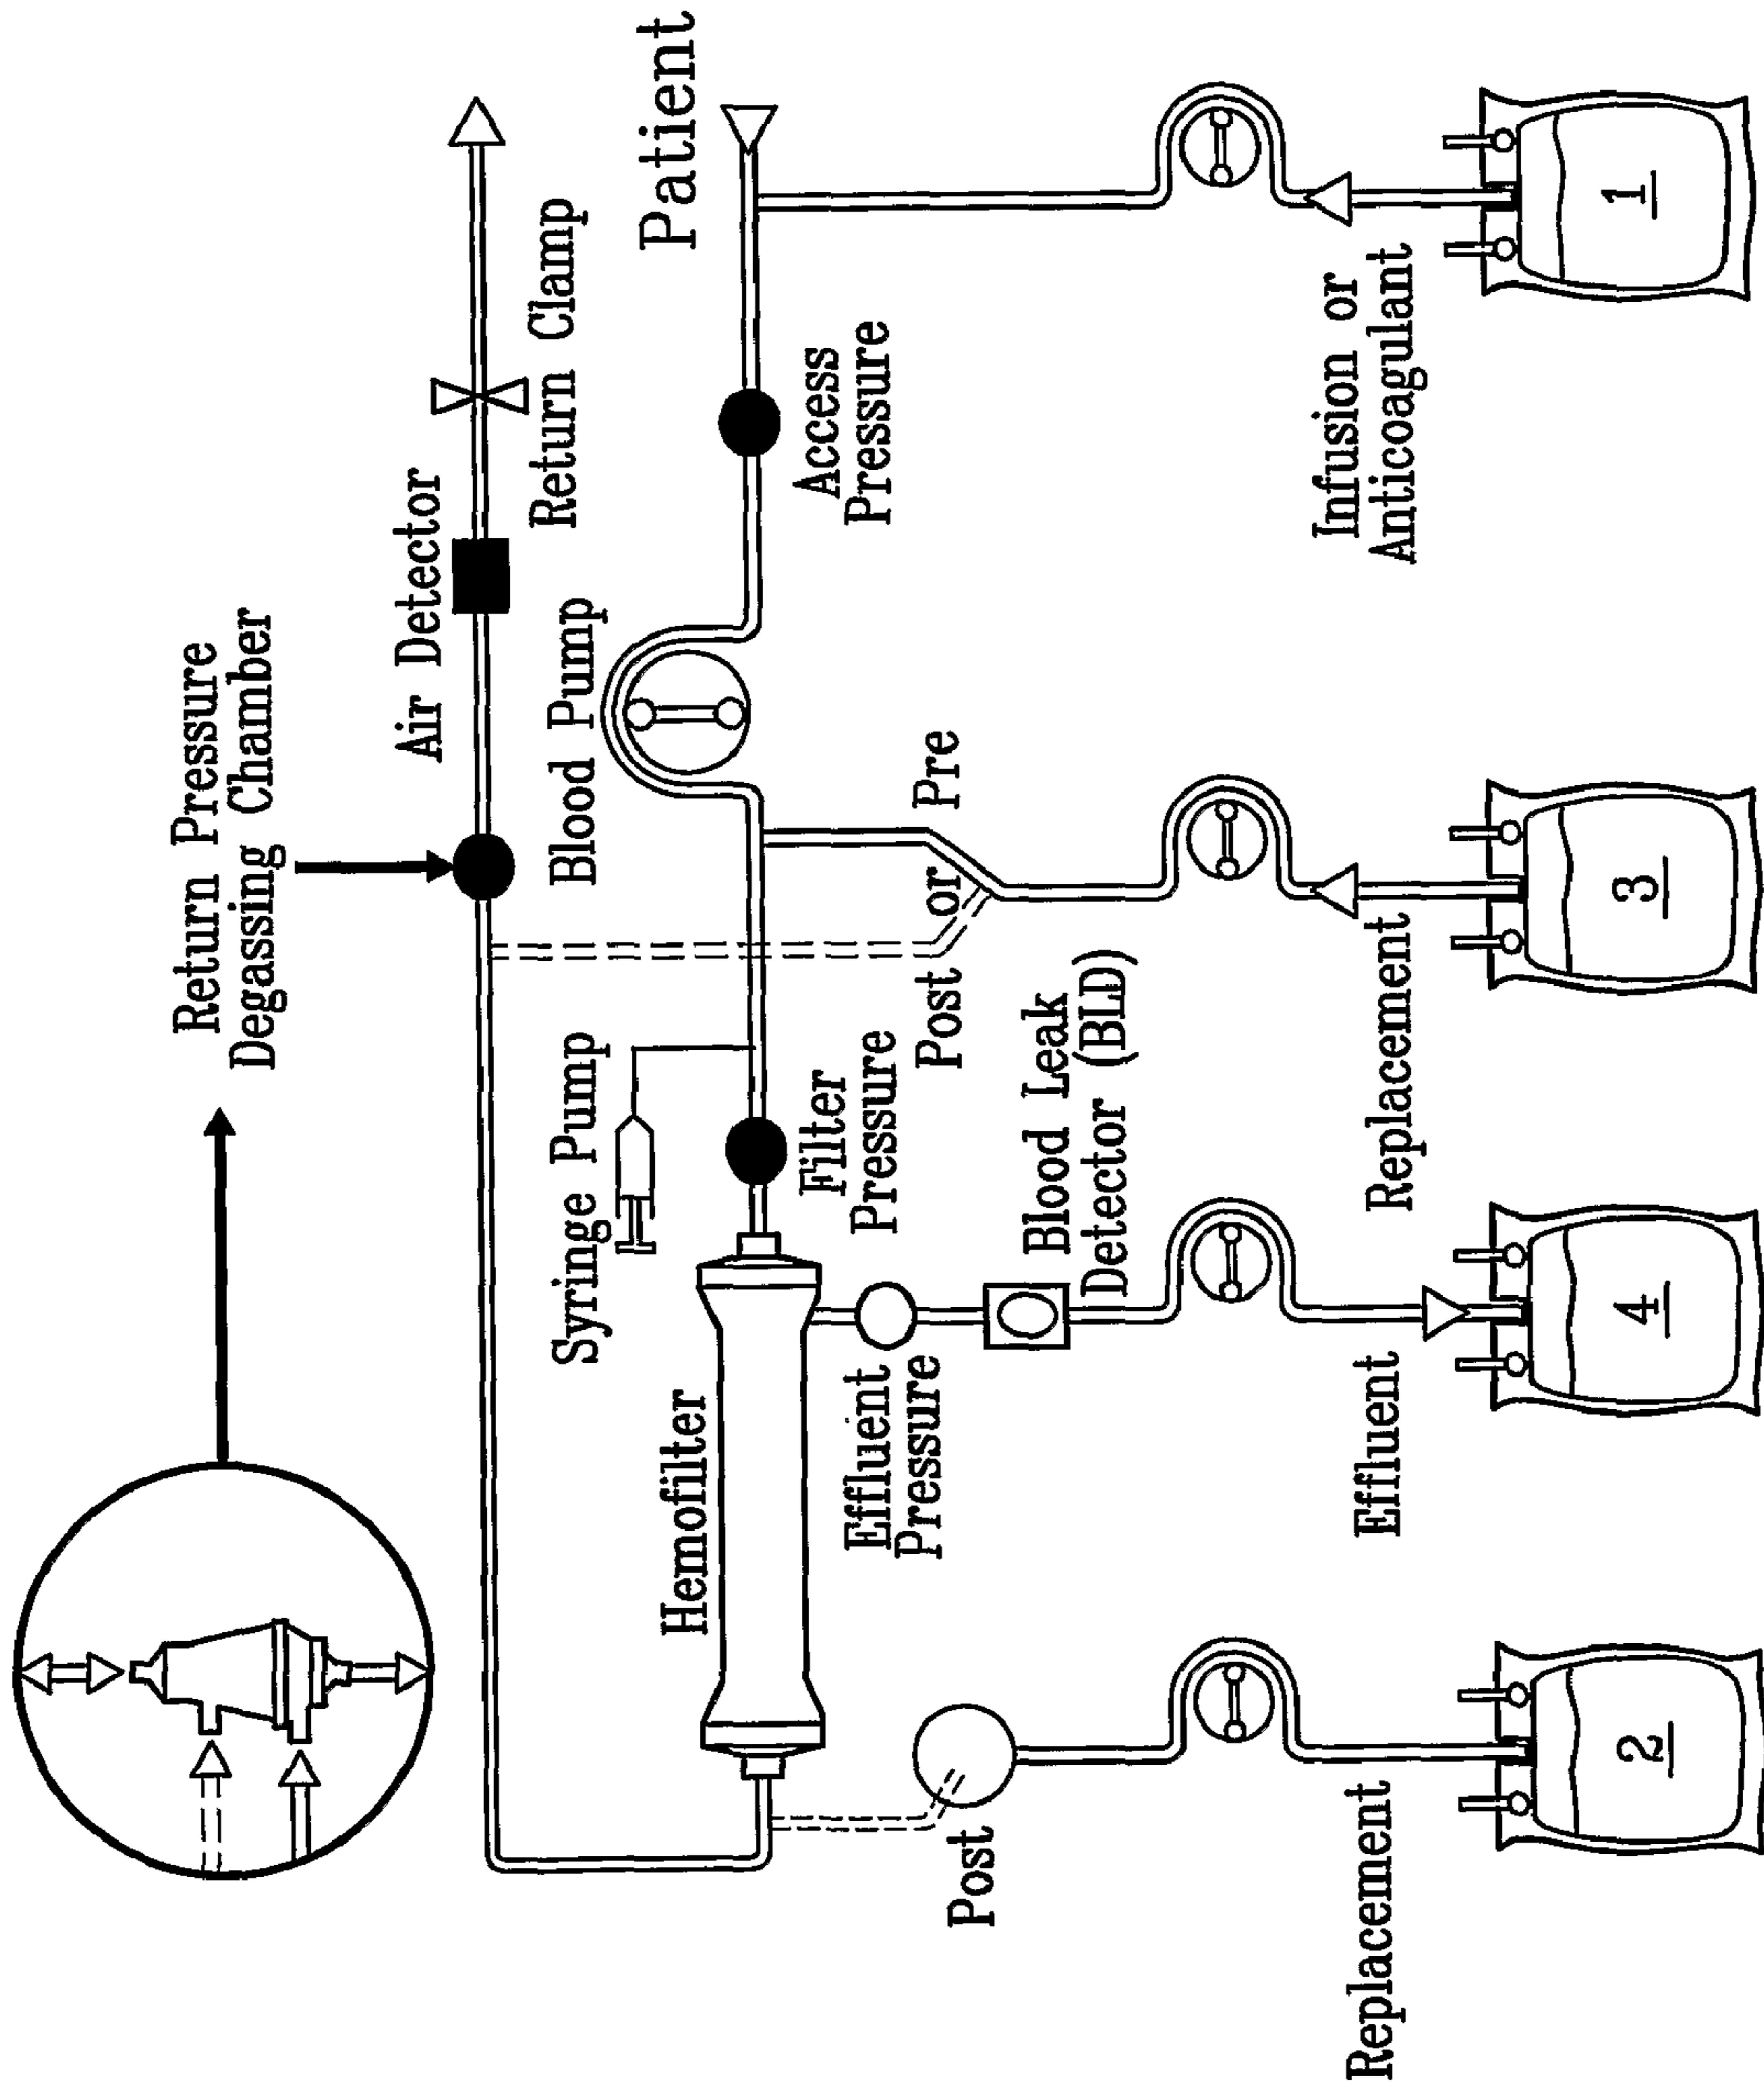 Return Pressure
Degassing Chamber
Air Detector
Return Clamp
Syringe Pump
Blood Pump
Patient
Hemofilter
Filter
Pressure
Access
Pressure
Effluent
Pressure
Post
Post or Pre
Blood Leak
Detector (BLD)
Replacement
Effluent
Replacement
Infusion or
Anticoagulant
2
4
3
1